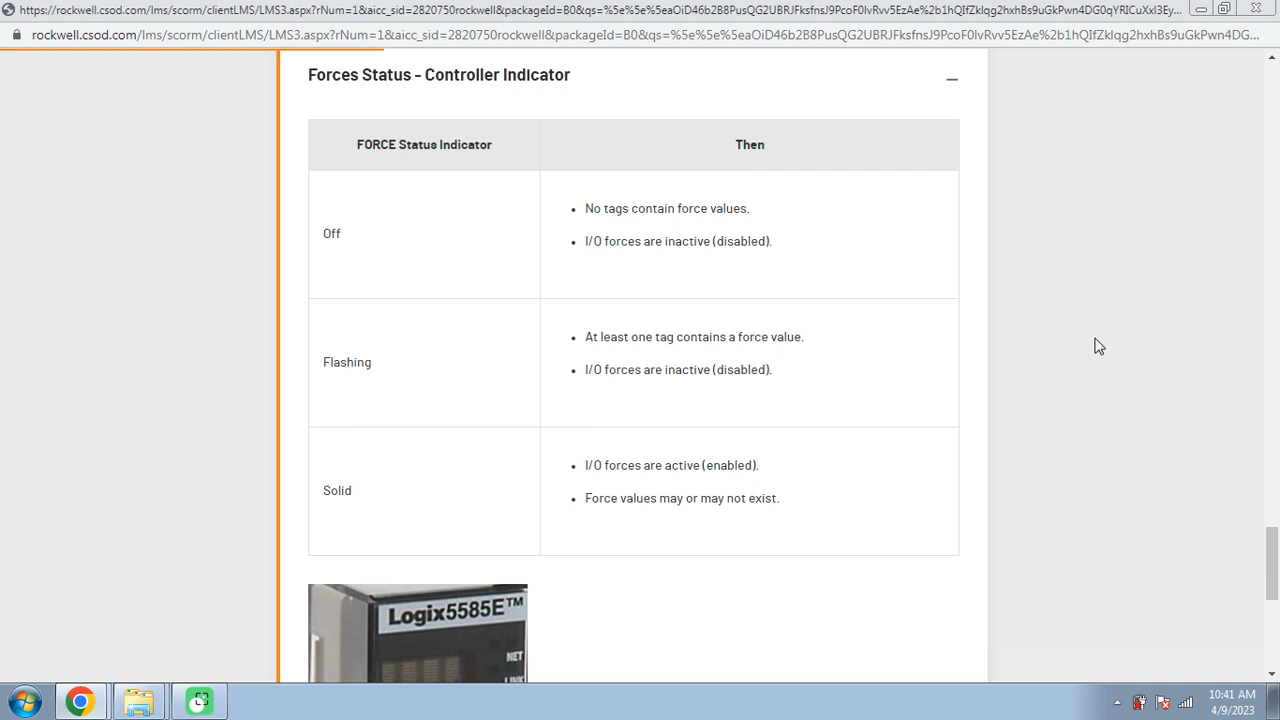 https://rockwell.csod.com/lms/scorm/clientLMS/LMS3.aspx?rNum=1&aicc_sid=2820750rockwell&packageId=B0&qs=%5e%5e%5eaOiD46b2B8PusQG2UBRJFksfnsJ9PcoF0lvRvv5EzAe%2b1hQIfZklqg2hxhBs9uGkPwn4DG0qYRICuXxI3Ey...
rockwell.csod.com/lms/scorm/clientLMS/LMS3.aspx?rNum=1&aicc_sid=2820750rockwell&packageId=B0&qs=%5e%5e%5eaOiD46b2B8PusQG2UBRJFksfnsJ9PcoF0lvRvv5EzAe%2b1hQIfZklqg2hxhBs9uGkPwn4DG...
Forces Status - Controller Indicator
FORCE Status Indicator
Then
Off
• No tags contain force values.
• I/O forces are inactive (disabled).
Flashing
• At least one tag contains a force value.
• I/O forces are inactive (disabled).
Solid
• I/O forces are active (enabled).
• Force values may or may not exist.
Logix5585E™
NET
LINK
10:41 AM
4/9/2023